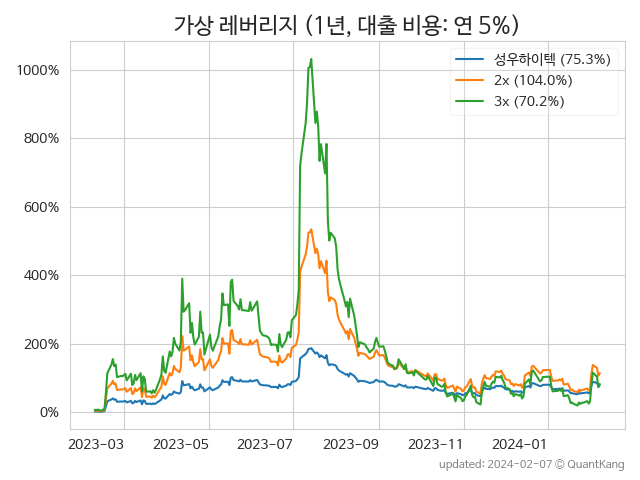 가상 레버리지 (1년, 대출 비용: 연 5%)
성우하이텍 (75.3%)
2x (104.0%)
3x (70.2%)
1000%
800%
600%
400%
200%
0%
2023-03 2023-05 2023-07 2023-09 2023-11 2024-01
updated: 2024-02-07 © QuantKang